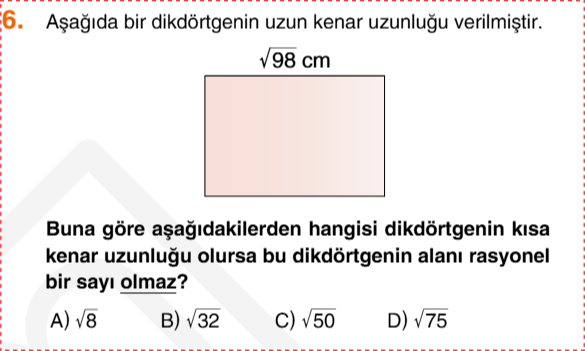 6. Aşağıda bir dikdörtgenin uzun kenar uzunluğu verilmiştir.
√98 cm
Buna göre aşağıdakilerden hangisi dikdörtgenin kısa
kenar uzunluğu olursa bu dikdörtgenin alanı rasyonel
bir sayı olmaz?
A) √8 B) √32 C) √50 D) √75